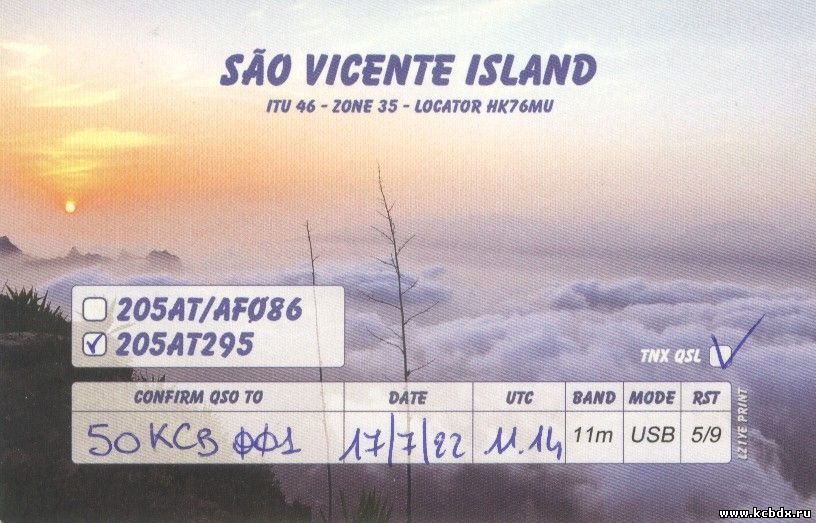 SÃO VICENTE ISLAND
ITU 46 - ZONE 35 - LOCATOR HK76MU
205AT/AFØ86
205AT295
TNX QSL
CONFIRM QSO TO DATE UTC BAND MODE RST
50KCB ØØ1 17/7/22 11.14 11m USB 5/9
LZ1YE PRINT
www.kcbdx.ru